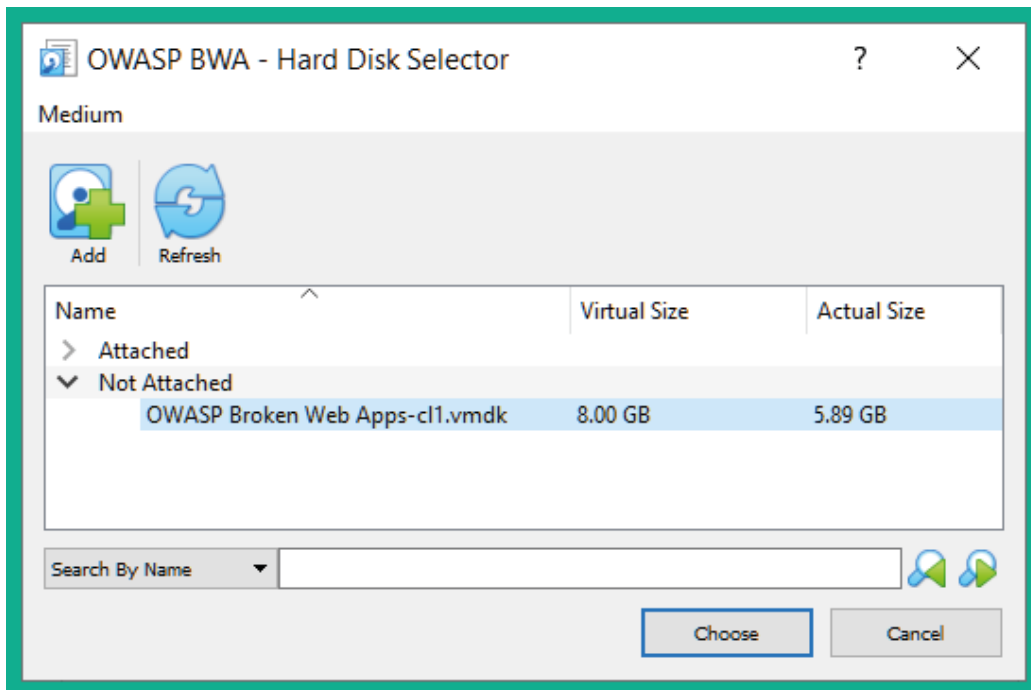 OWASP BWA - Hard Disk Selector ?
Medium
Add Refresh
Name Virtual Size Actual Size
Attached
Not Attached
OWASP Broken Web Apps-cl1.vmdk 8.00 GB 5.89 GB
Search By Name
Choose Cancel